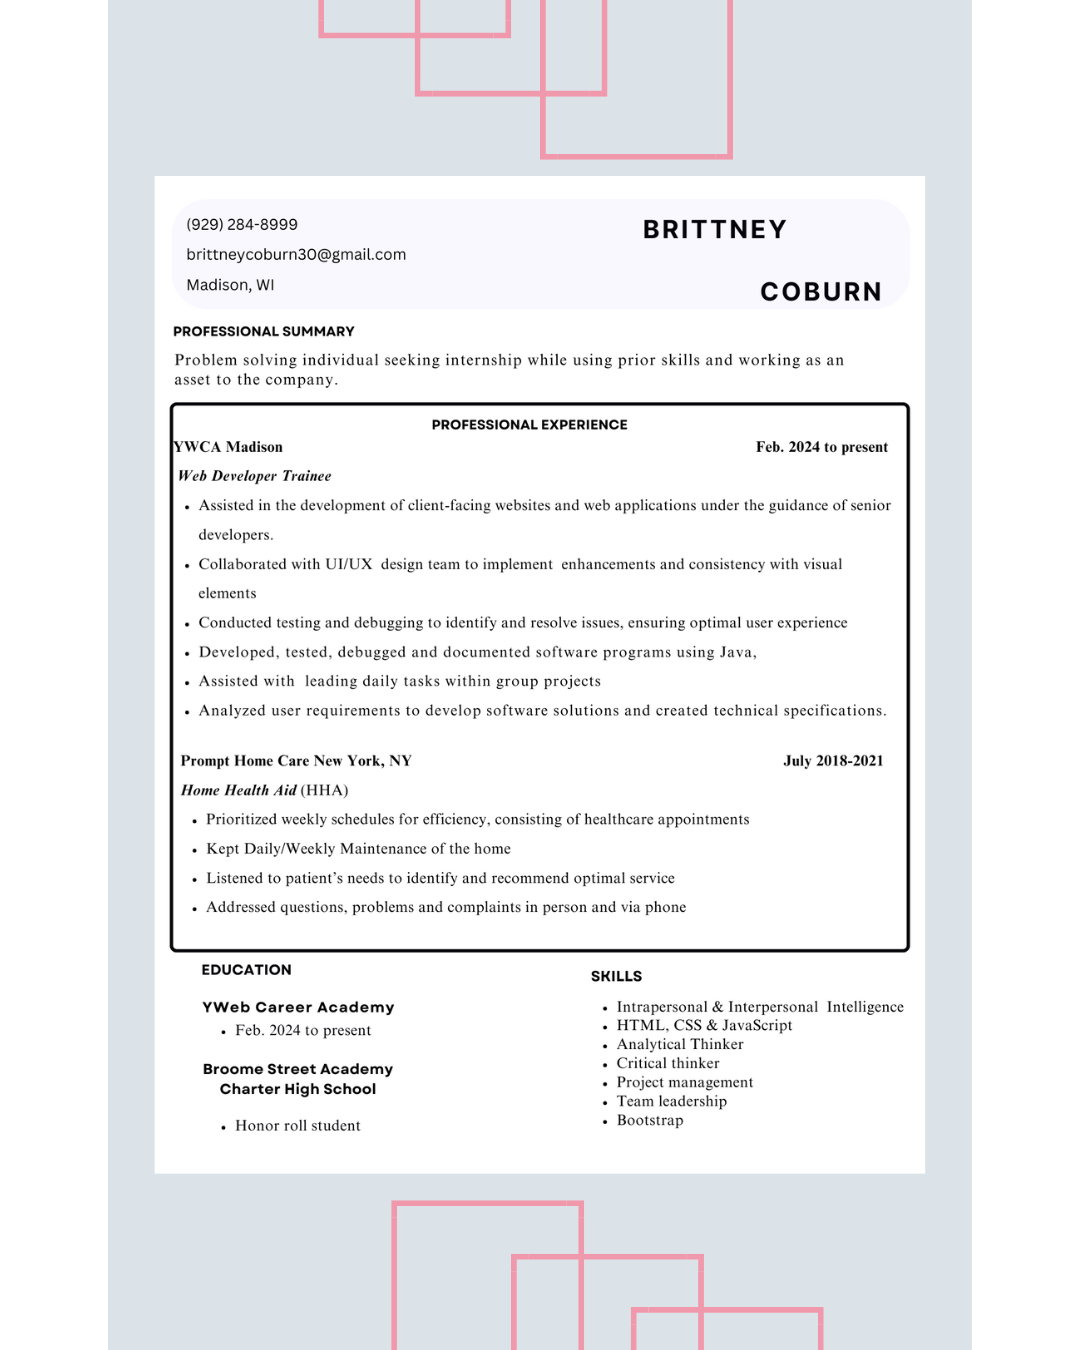 (929) 284-8999
brittneycoburn30@gmail.com
Madison, WI
BRITTNEY
COBURN
PROFESSIONAL SUMMARY
Problem solving individual seeking internship while using prior skills and working as an
asset to the company.
PROFESSIONAL EXPERIENCE
YWCA Madison Feb. 2024 to present
Web Developer Trainee
• Assisted in the development of client-facing websites and web applications under the guidance of senior
developers.
• Collaborated with UI/UX design team to implement enhancements and consistency with visual
elements
• Conducted testing and debugging to identify and resolve issues, ensuring optimal user experience
• Developed, tested, debugged and documented software programs using Java,
• Assisted with leading daily tasks within group projects
• Analyzed user requirements to develop software solutions and created technical specifications.
Prompt Home Care New York, NY July 2018-2021
Home Health Aid (HHA)
• Prioritized weekly schedules for efficiency, consisting of healthcare appointments
• Kept Daily/Weekly Maintenance of the home
• Listened to patient’s needs to identify and recommend optimal service
• Addressed questions, problems and complaints in person and via phone
EDUCATION
YWeb Career Academy
• Feb. 2024 to present
Broome Street Academy
Charter High School
• Honor roll student
SKILLS
• Intrapersonal & Interpersonal Intelligence
• HTML, CSS & JavaScript
• Analytical Thinker
• Critical thinker
• Project management
• Team leadership
• Bootstrap